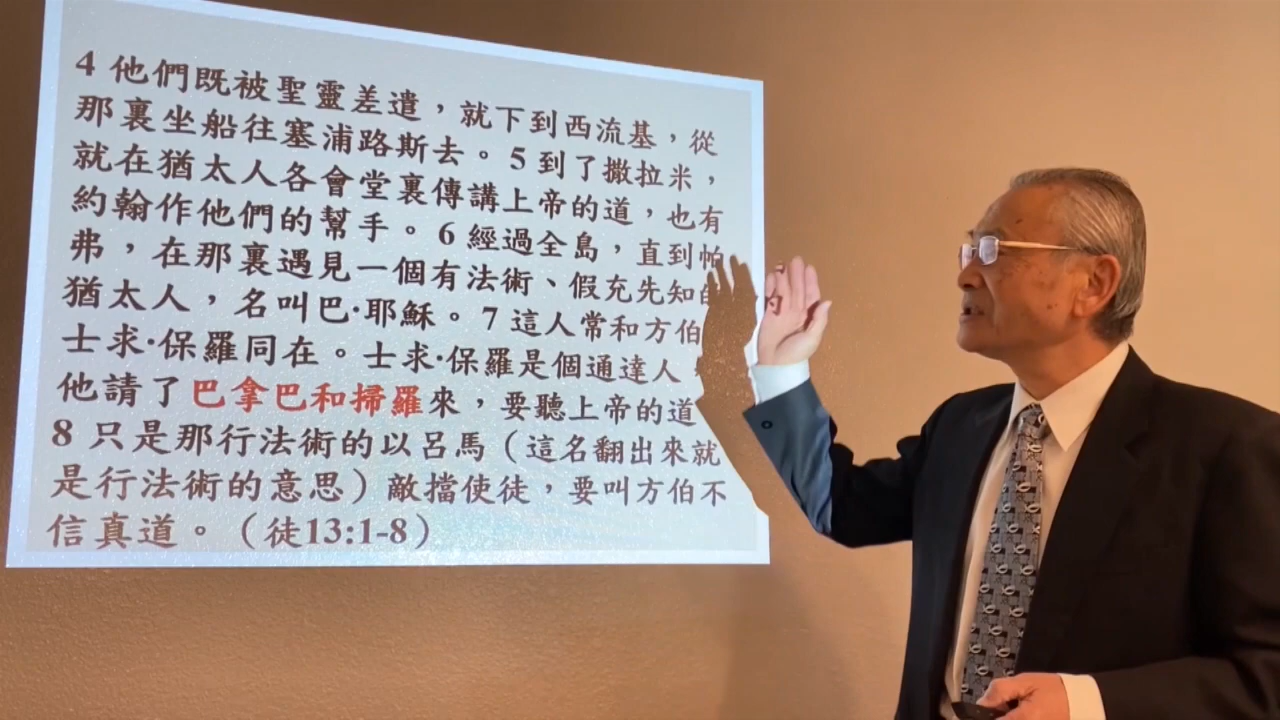 4 他們既被聖靈差遣，就下到西流基，從
那裏坐船往塞浦路斯去。5 到了撒拉米，
就在猶太人各會堂裏傳講上帝的道，也有
約翰作他們的幫手。6 經過全島，直到帕
弗，在那裏遇見一個有法術、假充先知的
猶太人，名叫巴·耶穌。7 這人常和方伯
士求·保羅同在。士求·保羅是個通達人，
他請了巴拿巴和掃羅來，要聽上帝的道
8 只是那行法術的以呂馬（這名翻出來就
是行法術的意思）敵擋使徒，要叫方伯不
信真道。（徒13:1-8）